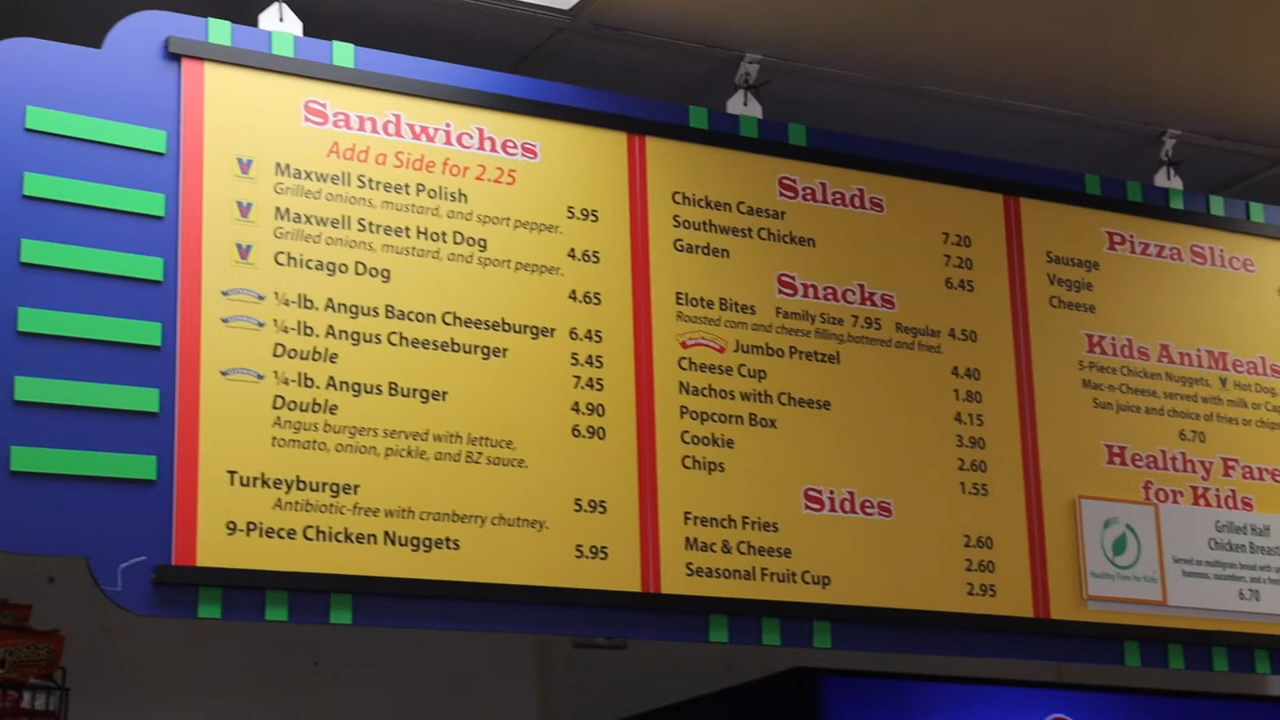 Sandwiches
Add a Side for 2.25
Maxwell Street Polish 5.95
Grilled onions, mustard, and sport pepper.
Maxwell Street Hot Dog 4.65
Grilled onions, mustard, and sport pepper.
Chicago Dog 4.65
¼-lb. Angus Bacon Cheeseburger 6.45
¼-lb. Angus Cheeseburger 5.45
Double 7.45
¼-lb. Angus Burger 4.90
Double 6.90
Angus burgers served with lettuce,
tomato, onion, pickle, and BZ sauce.
Turkeyburger 5.95
Antibiotic-free with cranberry chutney.
9-Piece Chicken Nuggets 5.95
Salads
Chicken Caesar 7.20
Southwest Chicken 7.20
Garden 6.45
Snacks
Elote Bites Family Size 7.95 Regular 4.50
Roasted corn and cheese filling, battered and fried.
Jumbo Pretzel 4.40
Cheese Cup 1.80
Nachos with Cheese 4.15
Popcorn Box 3.90
Cookie 2.60
Chips 1.55
Sides
French Fries 2.60
Mac & Cheese 2.60
Seasonal Fruit Cup 2.95
Pizza Slice
Sausage
Veggie
Cheese
Kids AniMeals
5-Piece Chicken Nuggets, Hot Dog,
Mac-n-Cheese, served with milk or
Sun juice and choice of fries or chips
6.70
Healthy Fare
for Kids
Healthy Fare for Kids
Grilled Half
Chicken Breast
Served on multigrain bread with
hummus, cucumbers, and a
6.70